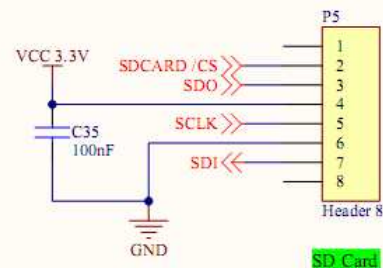 P5
1
VCC 3.3V
SDCARD /CS
2
SDO
3
4
C35
100nF
SCLK
5
6
SDI
7
8
Header 8
GND
SD Card